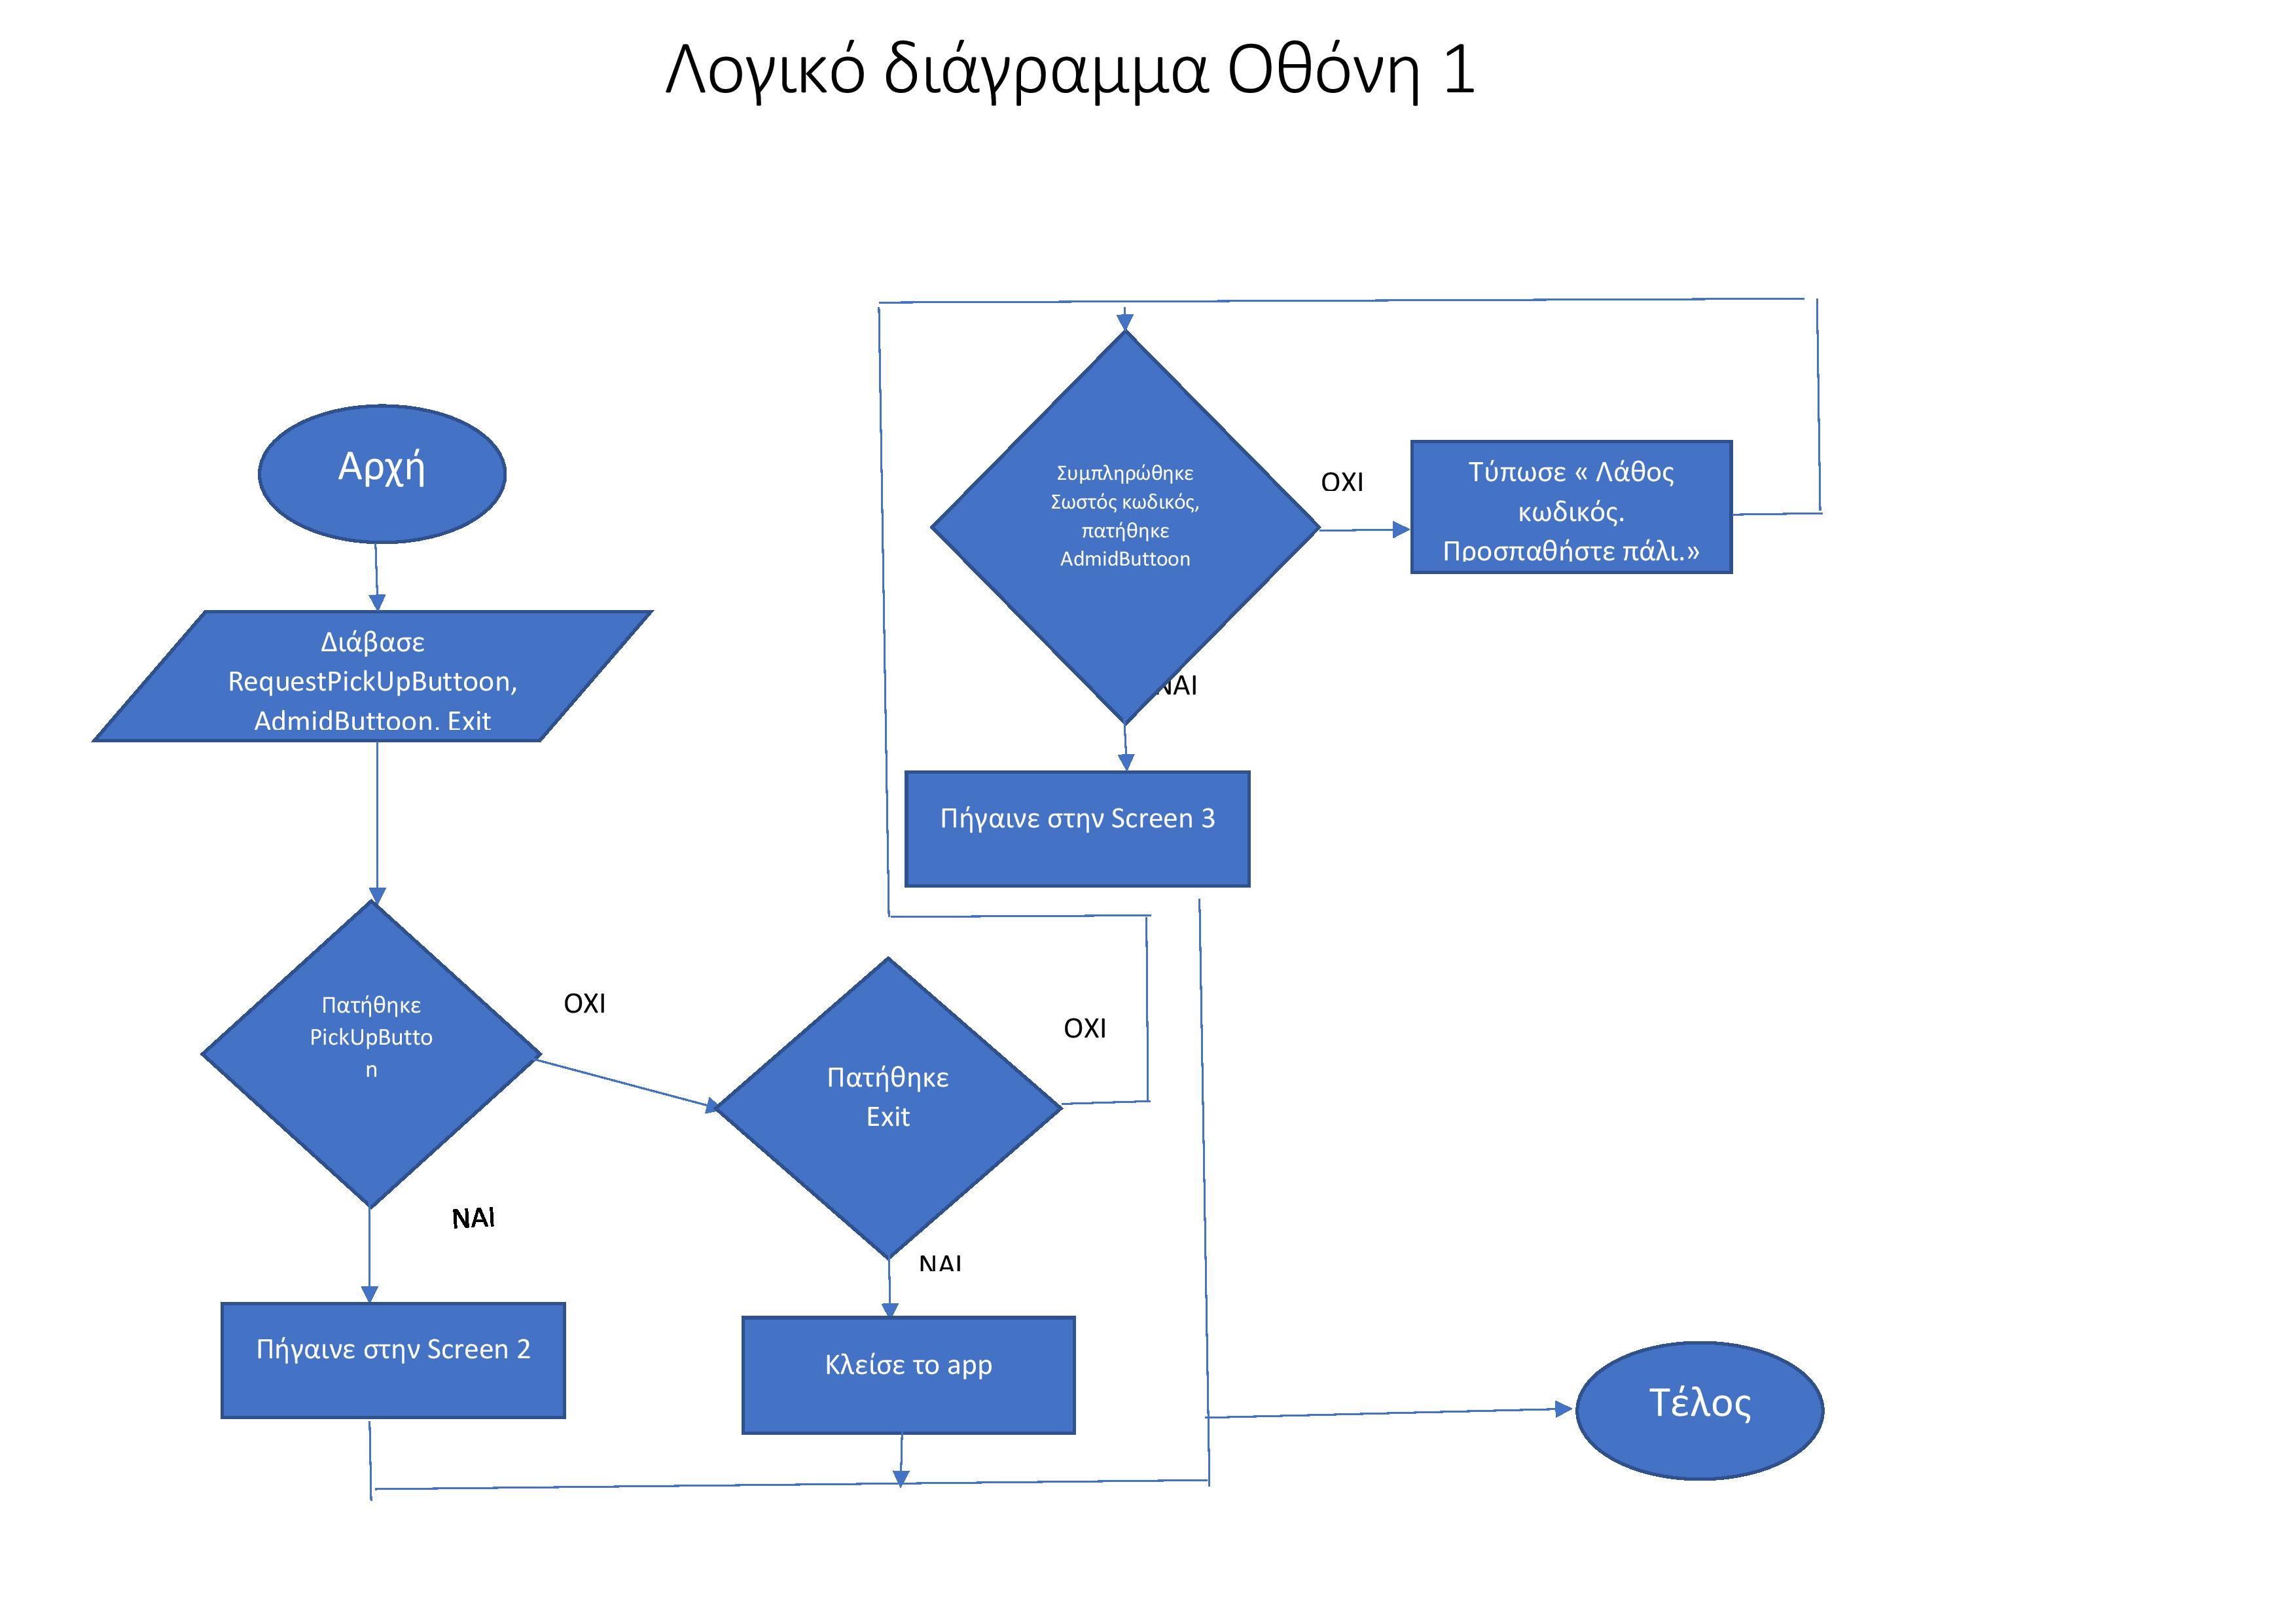 Λογικό διάγραμμα Οθόνη 1
Αρχή
Διάβασε
RequestPickUpButtoon,
AdmidButtoon, Exit
Πατήθηκε
PickUpButto
n
ΟΧΙ
ΝΑΙ
Πήγαινε στην Screen 2
Πατήθηκε
Exit
ΟΧΙ
ΝΑΙ
Κλείσε το app
Συμπληρώθηκε
Σωστός κωδικός,
πατήθηκε
AdmidButtoon
ΟΧΙ
Τύπωσε « Λάθος
κωδικός.
Προσπαθήστε πάλι.»
ΝΑΙ
Πήγαινε στην Screen 3
Τέλος